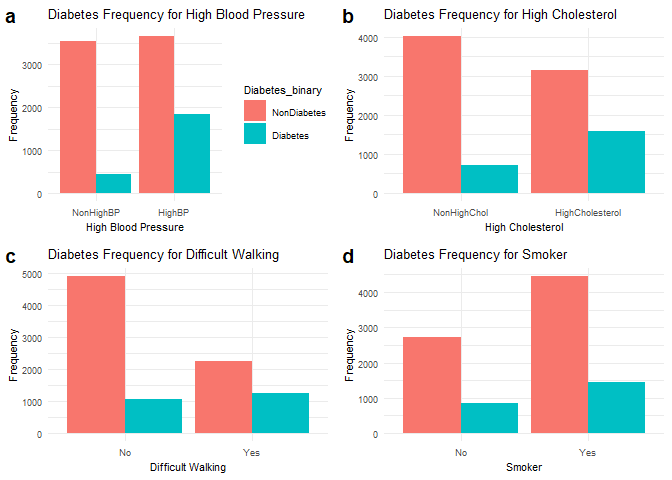 a
Diabetes Frequency for High Blood Pressure
Frequency
3000
2000
1000
0
NonHighBP
HighBP
High Blood Pressure
Diabetes_binary
NonDiabetes
Diabetes
b
Diabetes Frequency for High Cholesterol
Frequency
4000
3000
2000
1000
0
NonHighChol
HighCholesterol
High Cholesterol
c
Diabetes Frequency for Difficult Walking
Frequency
5000
4000
3000
2000
1000
0
No
Yes
Difficult Walking
d
Diabetes Frequency for Smoker
Frequency
4000
3000
2000
1000
0
No
Yes
Smoker